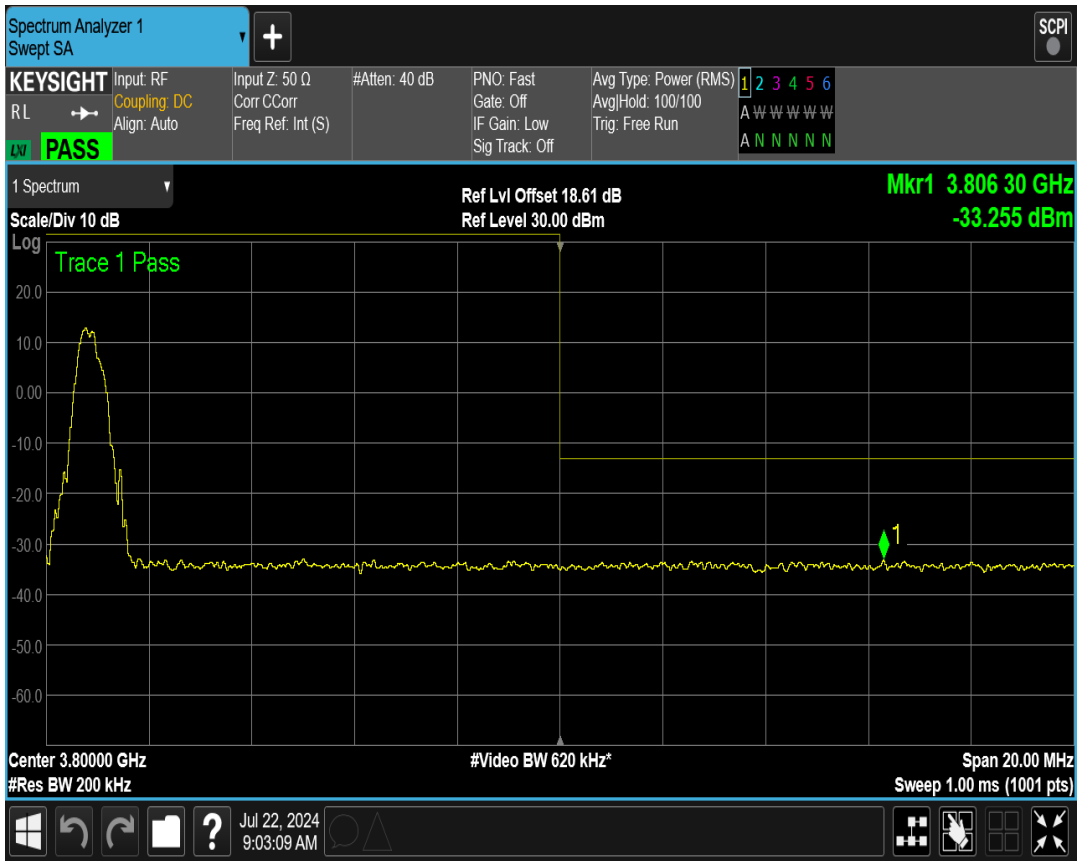 Spectrum Analyzer 1
Swept SA
SCPI
KEYSIGHT
R L
LXI PASS
Input: RF
Coupling: DC
Align: Auto
Input Z: 50 Ω
Corr CCorr
Freq Ref: Int (S)
#Atten: 40 dB
PNO: Fast
Gate: Off
IF Gain: Low
Sig Track: Off
Avg Type: Power (RMS)
Avg|Hold: 100/100
Trig: Free Run
1 2 3 4 5 6
A W W W W W
A N N N N N
1 Spectrum
Scale/Div 10 dB
Ref Lvl Offset 18.61 dB
Ref Level 30.00 dBm
Mkr1 3.806 30 GHz
-33.255 dBm
Log
Trace 1 Pass
20.0
10.0
0.00
-10.0
-20.0
-30.0
1
-40.0
-50.0
-60.0
Center 3.80000 GHz
#Video BW 620 kHz*
Span 20.00 MHz
#Res BW 200 kHz
Sweep 1.00 ms (1001 pts)
?
Jul 22, 2024
9:03:09 AM